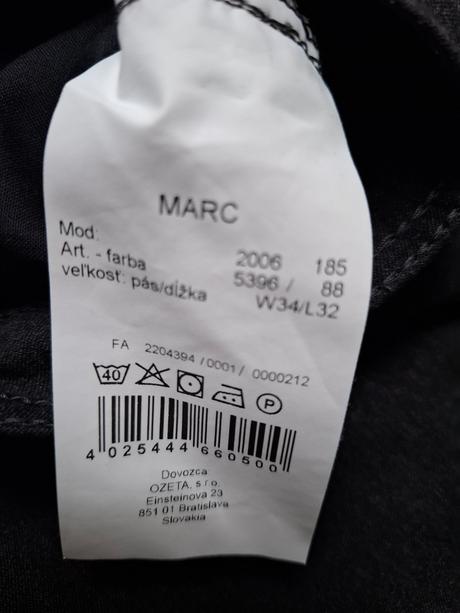 MARC
Mod: 2006 185
Art. - farba 5396 / 88
veľkosť: pás/dĺžka W34/L32
FA 2204394 /0001/ 0000212
40 P
4 025444 660500
Dovozca
OZETA, s.r.o.
Einsteinova 23
851 01 Bratislava
Slovakia